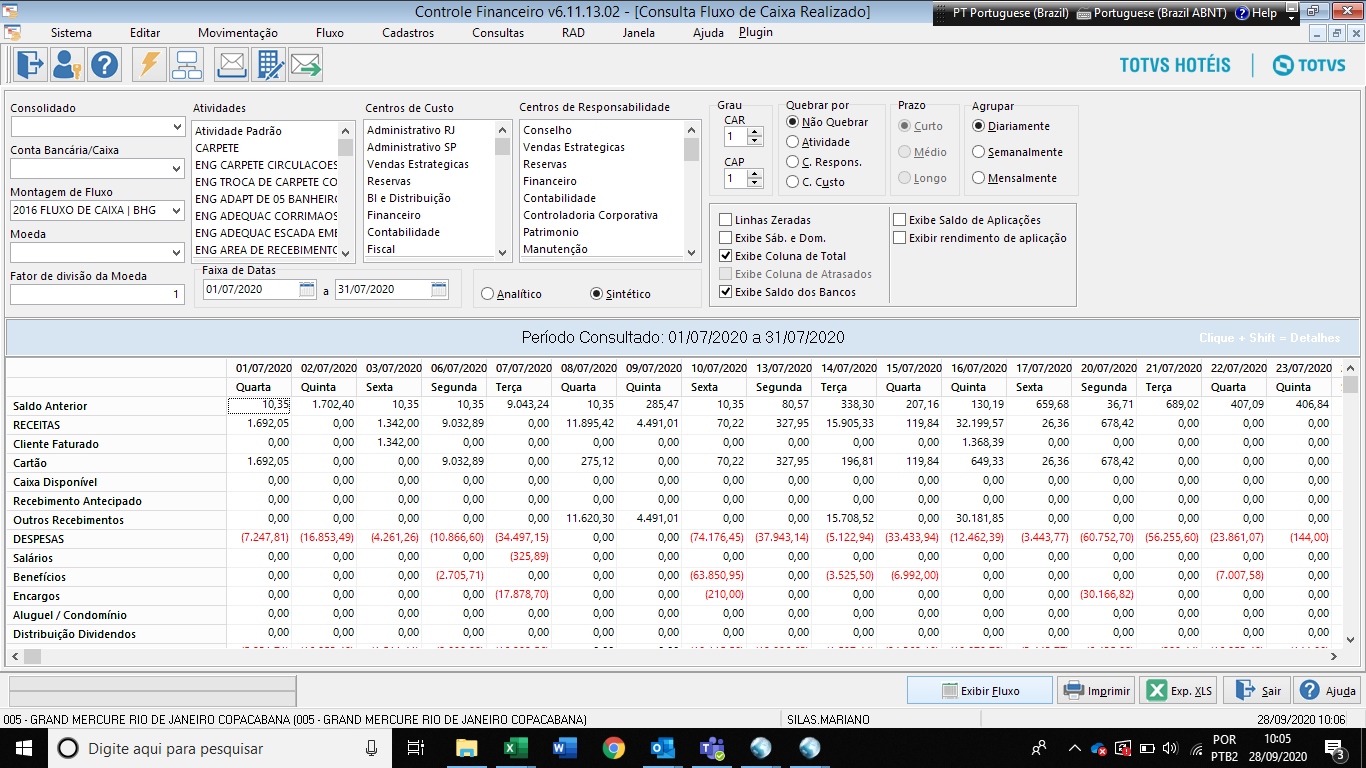 Controle Financeiro v6.11.13.02 - [Consulta Fluxo de Caixa Realizado]
PT Portuguese (Brazil) Portuguese (Brazil ABNT) Help
Sistema Editar Movimentação Fluxo Cadastros Consultas RAD Janela Ajuda Plugin
TOTVS HOTÉIS TOTVS
Consolidado
Conta Bancária/Caixa
Montagem de Fluxo
2016 FLUXO DE CAIXA | BHG
Moeda
Fator de divisão da Moeda
1
Atividades
Atividade Padrão
CARPETE
ENG CARPETE CIRCULACOES
ENG TROCA DE CARPETE CO
ENG ADAPT DE 05 BANHEIRO
ENG ADEQUAC CORRIMAOS
ENG ADEQUAC ESCADA EME
ENG AREA DE RECEBIMENTO
Centros de Custo
Administrativo RJ
Administrativo SP
Vendas Estrategicas
Reservas
BI e Distribuição
Financeiro
Contabilidade
Fiscal
Centros de Responsabilidade
Conselho
Vendas Estrategicas
Reservas
Financeiro
Contabilidade
Controladoria Corporativa
Patrimonio
Manutenção
Faixa de Datas
01/07/2020 a 31/07/2020
Analítico Sintético
Grau
CAR
1
CAP
1
Quebrar por
Não Quebrar
Atividade
C. Respons.
C. Custo
Prazo
Curto
Médio
Longo
Agrupar
Diariamente
Semanalmente
Mensalmente
Linhas Zeradas
Exibe Sáb. e Dom.
Exibe Coluna de Total
Exibe Coluna de Atrasados
Exibe Saldo dos Bancos
Exibe Saldo de Aplicações
Exibir rendimento de aplicação
Período Consultado: 01/07/2020 a 31/07/2020
Clique + Shift = Detalhes
01/07/2020 02/07/2020 03/07/2020 06/07/2020 07/07/2020 08/07/2020 09/07/2020 10/07/2020 13/07/2020 14/07/2020 15/07/2020 16/07/2020 17/07/2020 20/07/2020 21/07/2020 22/07/2020 23/07/2020
Quarta Quinta Sexta Segunda Terça Quarta Quinta Sexta Segunda Terça Quarta Quinta Sexta Segunda Terça Quarta Quinta
Saldo Anterior 10,35 1.702,40 10,35 10,35 9.043,24 10,35 285,47 10,35 80,57 338,30 207,16 130,19 659,68 36,71 689,02 407,09 406,84
RECEITAS 1.692,05 0,00 1.342,00 9.032,89 0,00 11.895,42 4.491,01 70,22 327,95 15.905,33 119,84 32.199,57 26,36 678,42 0,00 0,00 0,00
Cliente Faturado 0,00 0,00 1.342,00 0,00 0,00 0,00 0,00 0,00 0,00 0,00 0,00 1.368,39 0,00 0,00 0,00 0,00 0,00
Cartão 1.692,05 0,00 0,00 9.032,89 0,00 275,12 0,00 70,22 327,95 196,81 119,84 649,33 26,36 678,42 0,00 0,00 0,00
Caixa Disponível 0,00 0,00 0,00 0,00 0,00 0,00 0,00 0,00 0,00 0,00 0,00 0,00 0,00 0,00 0,00 0,00 0,00
Recebimento Antecipado 0,00 0,00 0,00 0,00 0,00 0,00 0,00 0,00 0,00 0,00 0,00 0,00 0,00 0,00 0,00 0,00 0,00
Outros Recebimentos 0,00 0,00 0,00 0,00 0,00 11.620,30 4.491,01 0,00 0,00 15.708,52 0,00 30.181,85 0,00 0,00 0,00 0,00 0,00
DESPESAS (7.247,81) (16.853,49) (4.261,26) (10.866,60) (34.497,15) 0,00 0,00 (74.176,45) (37.943,14) (5.122,94) (33.433,94) (12.462,39) (3.443,77) (60.752,70) (56.255,60) (23.861,07) (144,00)
Salários 0,00 0,00 0,00 0,00 (325,89) 0,00 0,00 0,00 0,00 0,00 0,00 0,00 0,00 0,00 0,00 0,00 0,00
Benefícios 0,00 0,00 0,00 (2.705,71) 0,00 0,00 0,00 (63.850,95) 0,00 (3.525,50) (6.992,00) 0,00 0,00 0,00 0,00 (7.007,58) 0,00
Encargos 0,00 0,00 0,00 0,00 (17.878,70) 0,00 0,00 (210,00) 0,00 0,00 0,00 0,00 0,00 (30.166,82) 0,00 0,00 0,00
Aluguel / Condomínio 0,00 0,00 0,00 0,00 0,00 0,00 0,00 0,00 0,00 0,00 0,00 0,00 0,00 0,00 0,00 0,00 0,00
Distribuição Dividendos 0,00 0,00 0,00 0,00 0,00 0,00 0,00 0,00 0,00 0,00 0,00 0,00 0,00 0,00 0,00 0,00 0,00
Exibir Fluxo Imprimir Exp. XLS Sair Ajuda
005 - GRAND MERCURE RIO DE JANEIRO COPACABANA (005 - GRAND MERCURE RIO DE JANEIRO COPACABANA) SILAS.MARIANO 28/09/2020 10:06
Digite aqui para pesquisar
POR 10:05
PTB2 28/09/2020 3